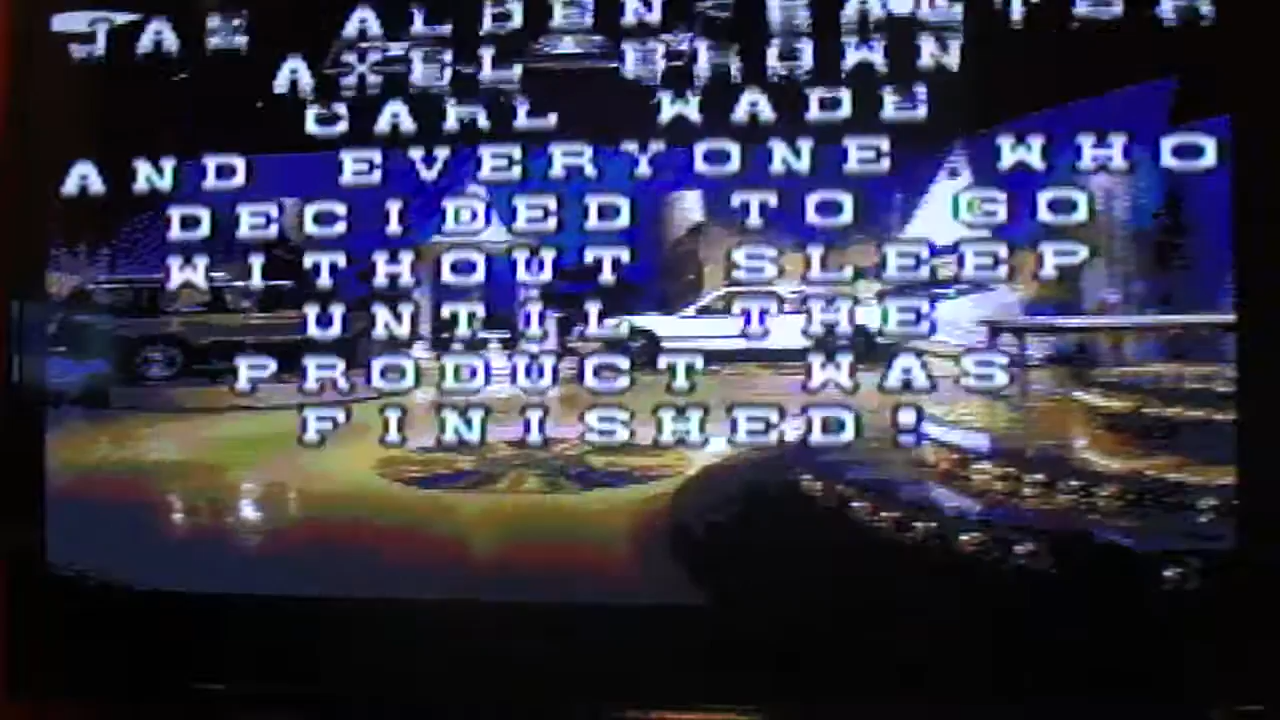 AXEL BROWN
CARL WADE
AND EVERYONE WHO
DECIDED TO GO
WITHOUT SLEEP
UNTIL THE
PRODUCT WAS
FINISHED!